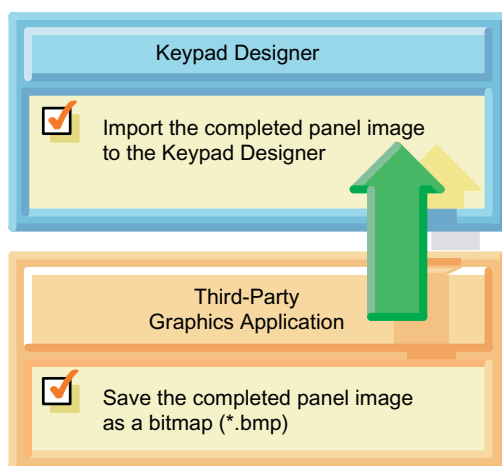 Keypad Designer
Import the completed panel image
to the Keypad Designer
Third-Party
Graphics Application
Save the completed panel image
as a bitmap (*.bmp)